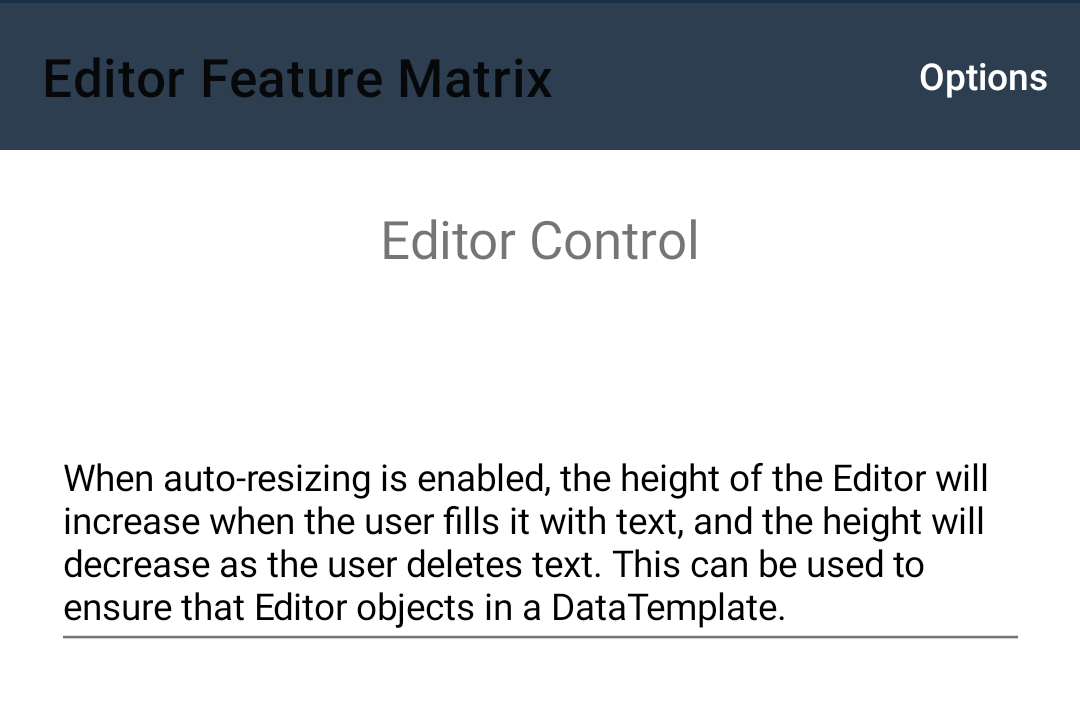 Editor Feature Matrix
Options
Editor Control
When auto-resizing is enabled, the height of the Editor will
increase when the user fills it with text, and the height will
decrease as the user deletes text. This can be used to
ensure that Editor objects in a DataTemplate.